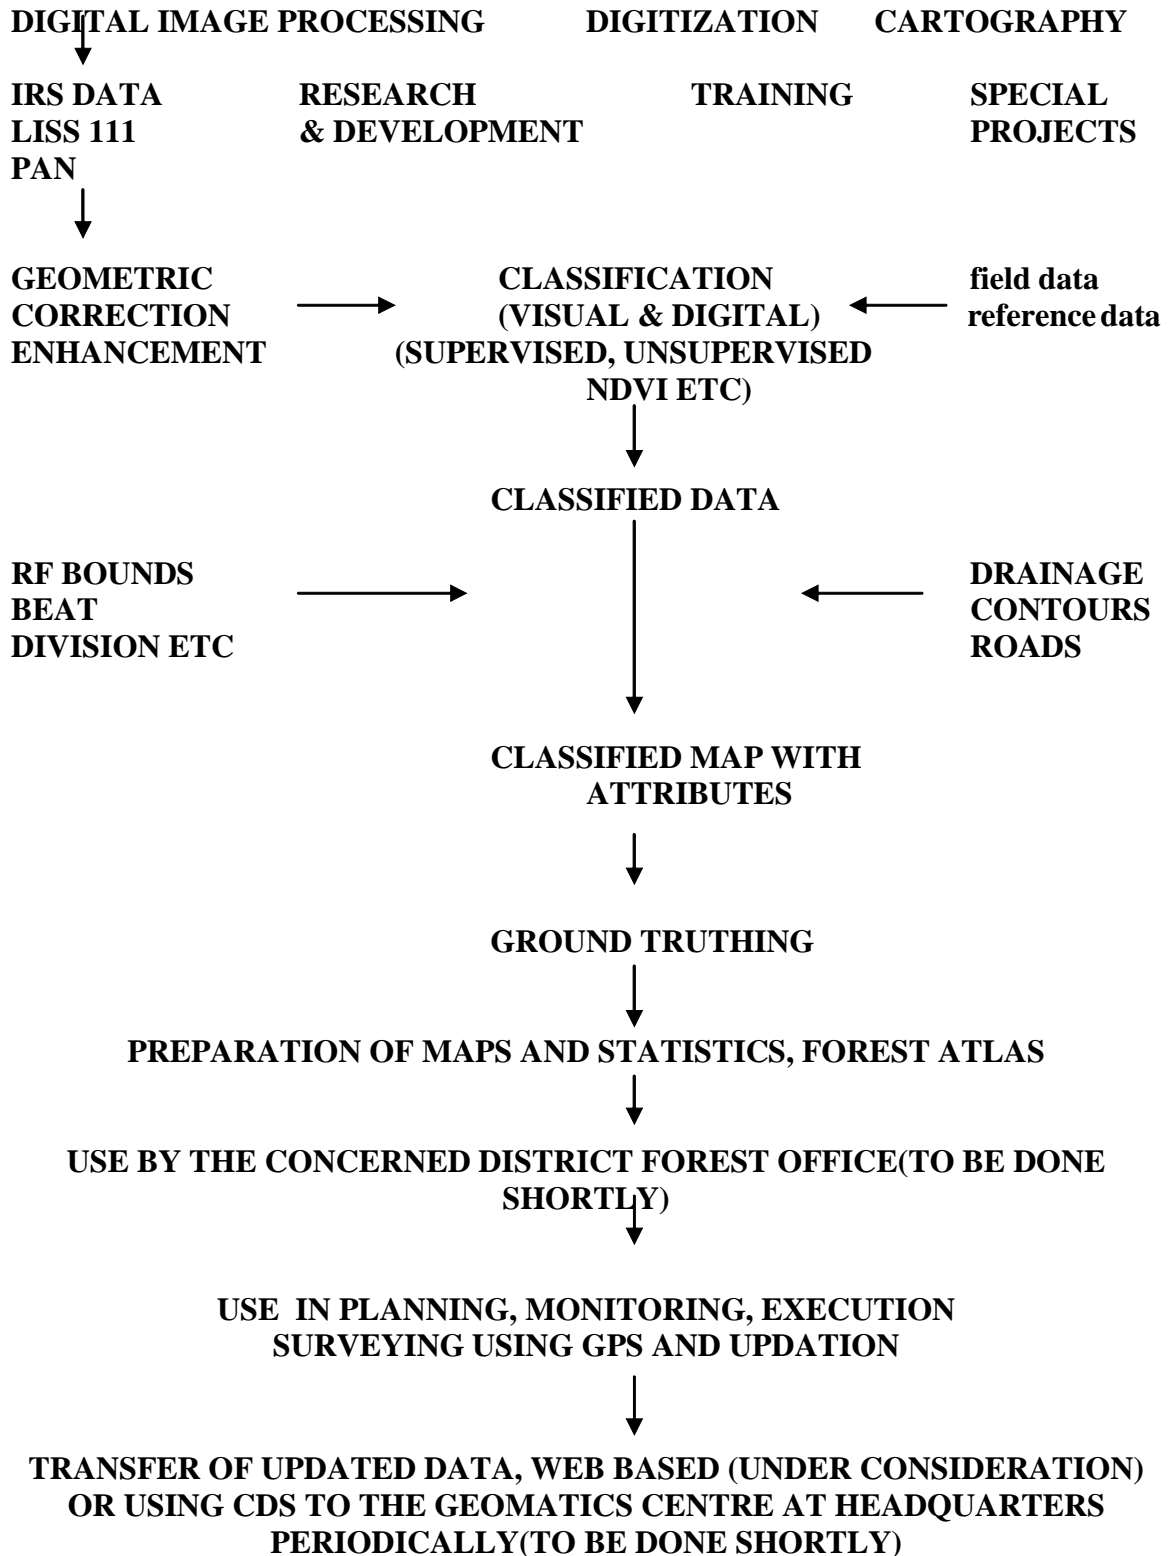 DIGITAL IMAGE PROCESSING DIGITIZATION CARTOGRAPHY
IRS DATA RESEARCH TRAINING SPECIAL
LISS 111 & DEVELOPMENT PROJECTS
PAN
GEOMETRIC CLASSIFICATION field data
CORRECTION (VISUAL & DIGITAL) reference data
ENHANCEMENT (SUPERVISED, UNSUPERVISED
NDVI ETC)
CLASSIFIED DATA
RF BOUNDS DRAINAGE
BEAT CONTOURS
DIVISION ETC ROADS
CLASSIFIED MAP WITH
ATTRIBUTES
GROUND TRUTHING
PREPARATION OF MAPS AND STATISTICS, FOREST ATLAS
USE BY THE CONCERNED DISTRICT FOREST OFFICE(TO BE DONE
SHORTLY)
USE IN PLANNING, MONITORING, EXECUTION
SURVEYING USING GPS AND UPDATION
TRANSFER OF UPDATED DATA, WEB BASED (UNDER CONSIDERATION)
OR USING CDS TO THE GEOMATICS CENTRE AT HEADQUARTERS
PERIODICALLY(TO BE DONE SHORTLY)